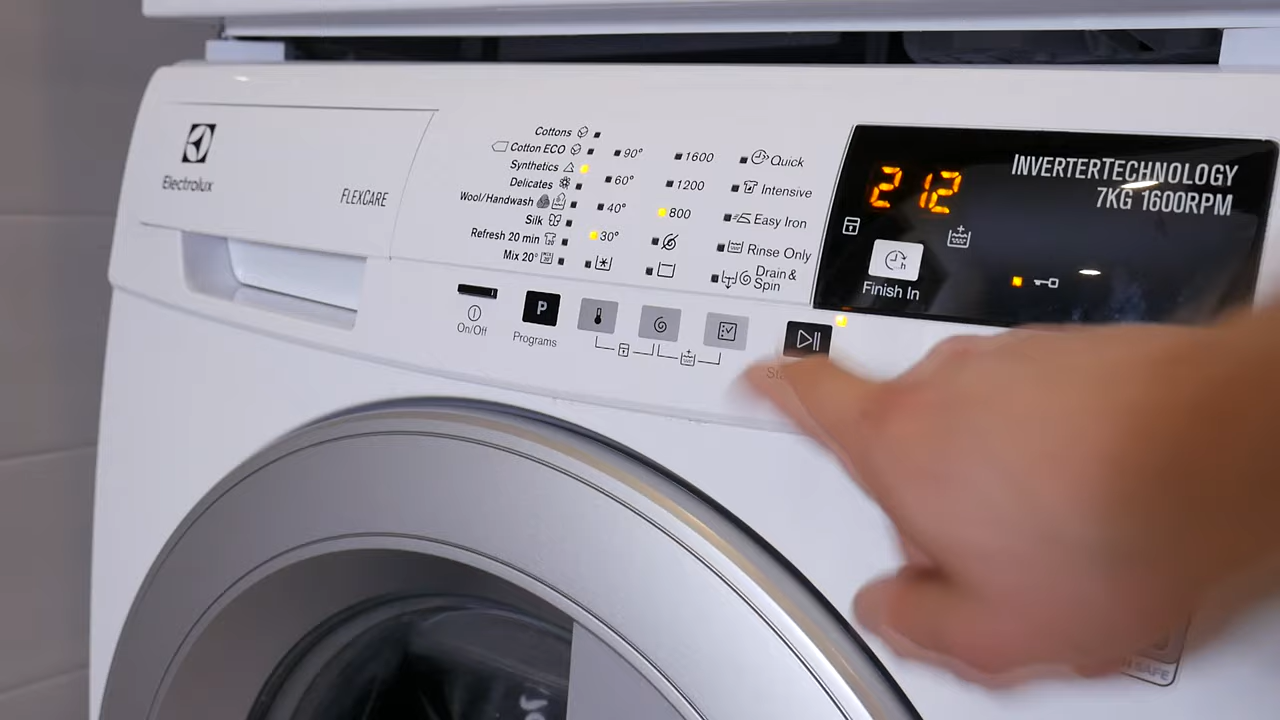 Electrolux
FLEXCARE
Cottons
Cotton ECO
Synthetics
Delicates
Wool/Handwash
Silk
Refresh 20 min
Mix 20°
90°
60°
40°
30°
1600
1200
800
Quick
Intensive
Easy Iron
Rinse Only
Drain &
Spin
212
INVERTERTECHNOLOGY
7KG 1600RPM
h
Finish In
On/Off
P
Programs